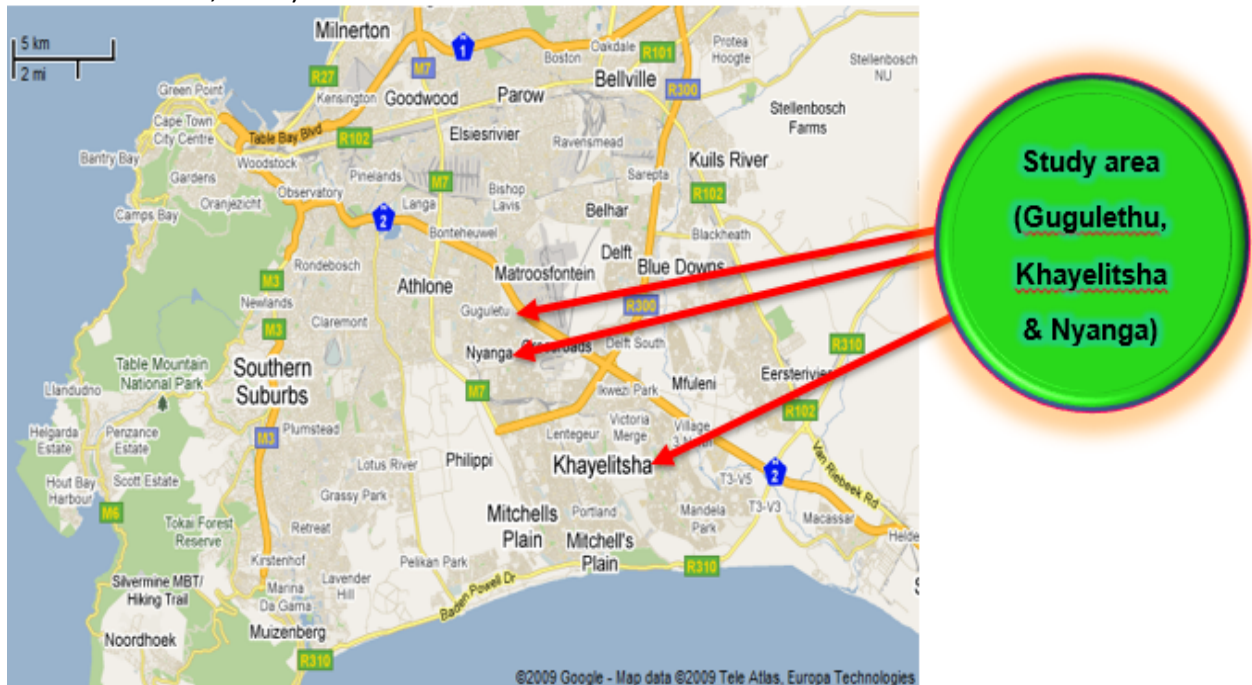 5 km
2 mi
Milnerton
1
Oakdale
R101
Protea
Hoogte
Stellenbosch
NU
Boston
M7
R27
Bellville
R300
Green Point
Kensington
Goodwood
Parow
Stellenbosch
Farms
Cape Town
City Centre
Table Bay Blvd
R102
Elsiesrivier
Ravensmead
Kuils River
Bantry Bay
Woodstock
Gardens
Pinelands
M7
Sarepta
R102
Observatory
Oranjezicht
Langa
Bishop
Lavis
Camps Bay
N
2
Belhar
Bonteheuwel
Blackheath
Rondebosch
Delft
Matroosfontein
Blue Downs
M3
Athlone
Newlands
Guguletu
R300
M3
Claremont
Nyanga
Crossroads
Delft South
R310
Table Mountain
National Park
Southern
Suburbs
M7
Ikwezi Park
Mfuleni
Eersterivier
Llandudno
R102
Helgarda
Estate
Penzance
Estate
M3
Plumstead
Lentegeur
Victoria
Merge
Village
3 North
Hout Bay
Harbour
Scott Estate
Lotus River
Philippi
Khayelitsha
N
2
Van Riebeek Rd
T3-V5
M6
Grassy Park
Tokai Forest
Reserve
Retreat
Mitchells
Plain
Portland
Mandela
Park
T3-V3
Macassar
Mitchell's
Plain
Helde
Kirstenhof
Pelikan Park
R310
Silvermine MBT/
Hiking Trail
Lavender
Hill
Marina
Da Gama
Baden Powell Dr
Noordhoek
Muizenberg
R310
©2009 Google - Map data ©2009 Tele Atlas, Europa Technologies
Study area
(Gugulethu,
Khayelitsha
& Nyanga)